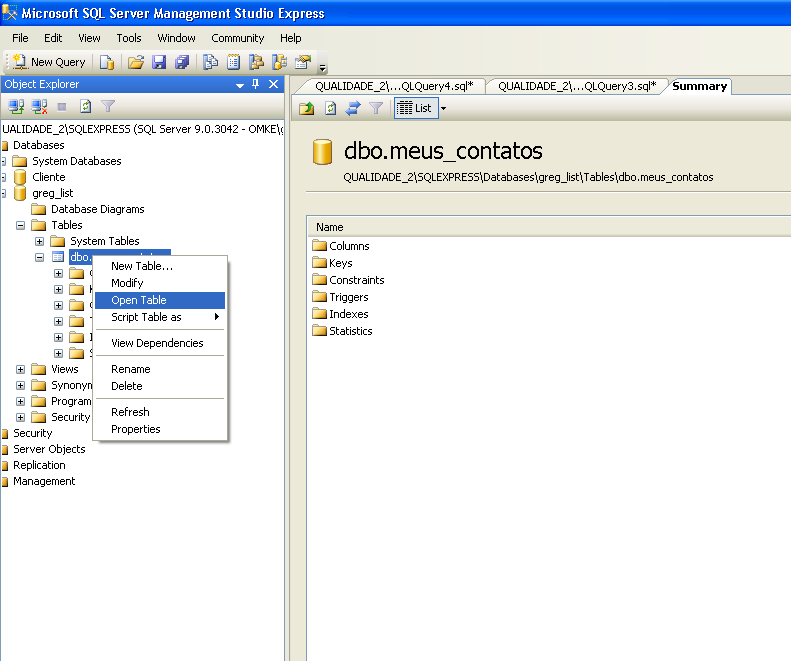 Microsoft SQL Server Management Studio Express
File Edit View Tools Window Community Help
New Query
Object Explorer
UALIDADE_2\SQLEXPRESS (SQL Server 9.0.3042 - OMKE\g
Databases
System Databases
Cliente
greg_list
Database Diagrams
Tables
System Tables
dbo.
Views
Synonym
Program
Security
Security
Server Objects
Replication
Management
New Table...
Modify
Open Table
Script Table as
View Dependencies
Rename
Delete
Refresh
Properties
QUALIDADE_2\...QLQuery4.sql* QUALIDADE_2\...QLQuery3.sql* Summary
List
dbo.meus_contatos
QUALIDADE_2\SQLEXPRESS\Databases\greg_list\Tables\dbo.meus_contatos
Name
Columns
Keys
Constraints
Triggers
Indexes
Statistics